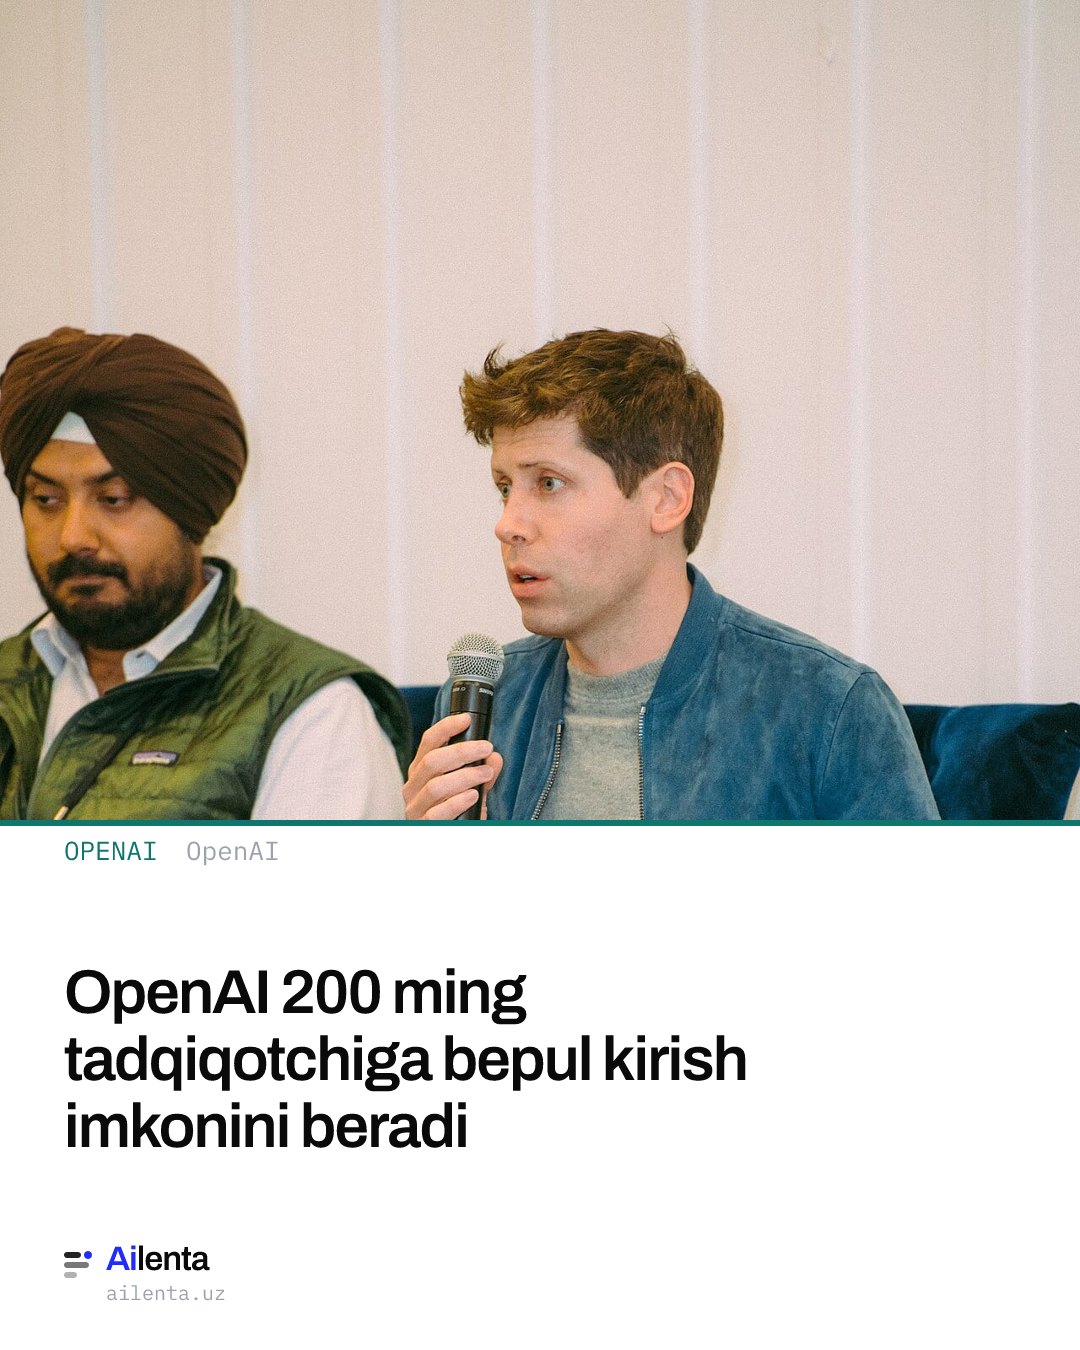 OPENAI OpenAI
OpenAI 200 ming
tadqiqotchiga bepul kirish
imkonini beradi
Ailenta
ailenta.uz